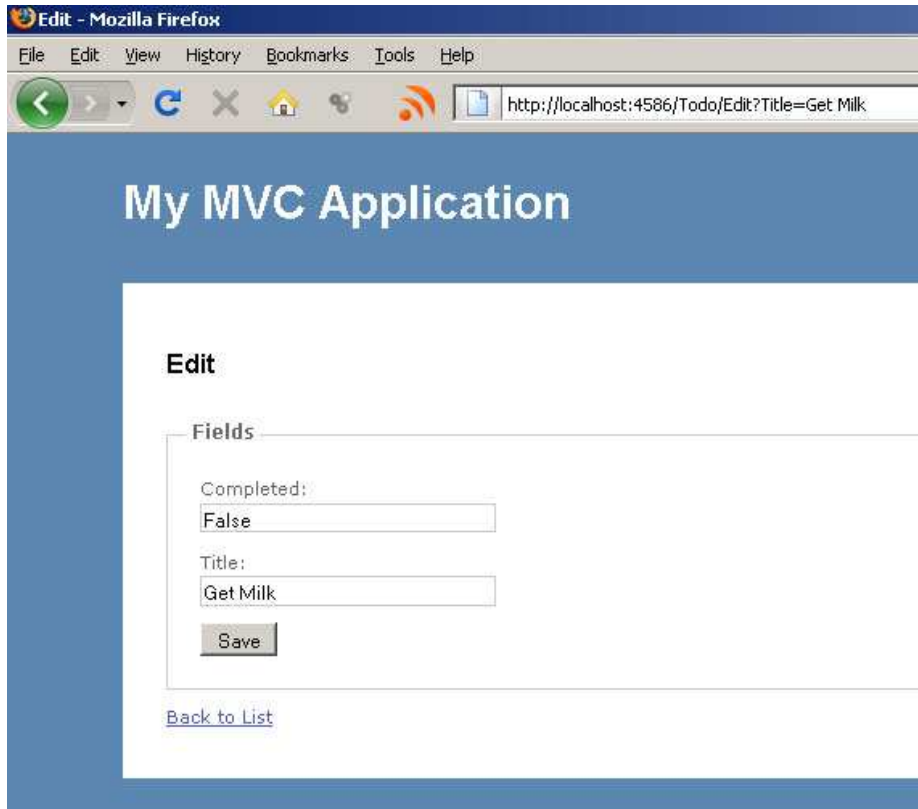 Edit - Mozilla Firefox
File Edit View History Bookmarks Tools Help
http://localhost:4586/Todo/Edit?Title=Get Milk
My MVC Application
Edit
Fields
Completed:
False
Title:
Get Milk
Save
Back to List